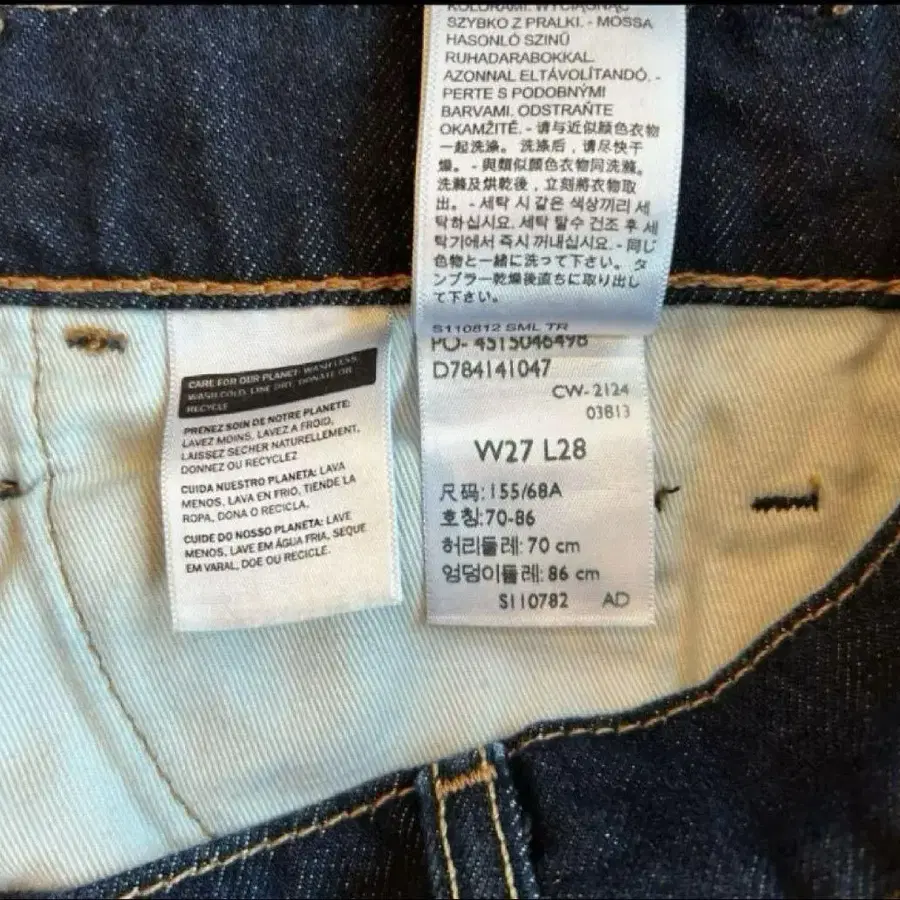 KOLORAMI. WYCIĄGNĄĆ
SZYBKO Z PRALKI. - MOSSA
HASONLÓ SZINŰ
RUHADARABOKKAL.
AZONNAL ELTÁVOLÍTANDÓ. -
PERTE S PODOBNÝMI
BARVAMI. ODSTRAŇTE
OKAMŽITĚ. - 请与近似颜色衣物
一起洗涤。 洗涤后，请尽快干
燥。 - 與類似顏色衣物同洗滌。
洗滌及烘乾後，立刻將衣物取
出。 - 세탁 시 같은 색상끼리 세
탁하십시요. 세탁 탈수 건조 후 세
탁기에서 즉시 꺼내십시요. - 同じ
色物と一緒に洗って下さい。 タ
ンブラー乾燥後直ちに取り出し
て下さい。
S110812 SML TR
PO- 4515046498
D784141047
CW-2124
03813
W27 L28
尺码: 155/68A
호칭:70-86
허리둘레: 70 cm
엉덩이둘레: 86 cm
S110782 AD
CARE FOR OUR PLANET: WASH LESS,
WASH COLD, LINE DRY, DONATE OR
RECYCLE
PRENEZ SOIN DE NOTRE PLANETE:
LAVEZ MOINS, LAVEZ A FROID,
LAISSEZ SECHER NATURELLEMENT,
DONNEZ OU RECYCLEZ
CUIDA NUESTRO PLANETA: LAVA
MENOS, LAVA EN FRIO, TIENDE LA
ROPA, DONA O RECICLA.
CUIDE DO NOSSO PLANETA: LAVE
MENOS, LAVE EM ÁGUA FRIA, SEQUE
EM VARAL, DOE OU RECICLE.